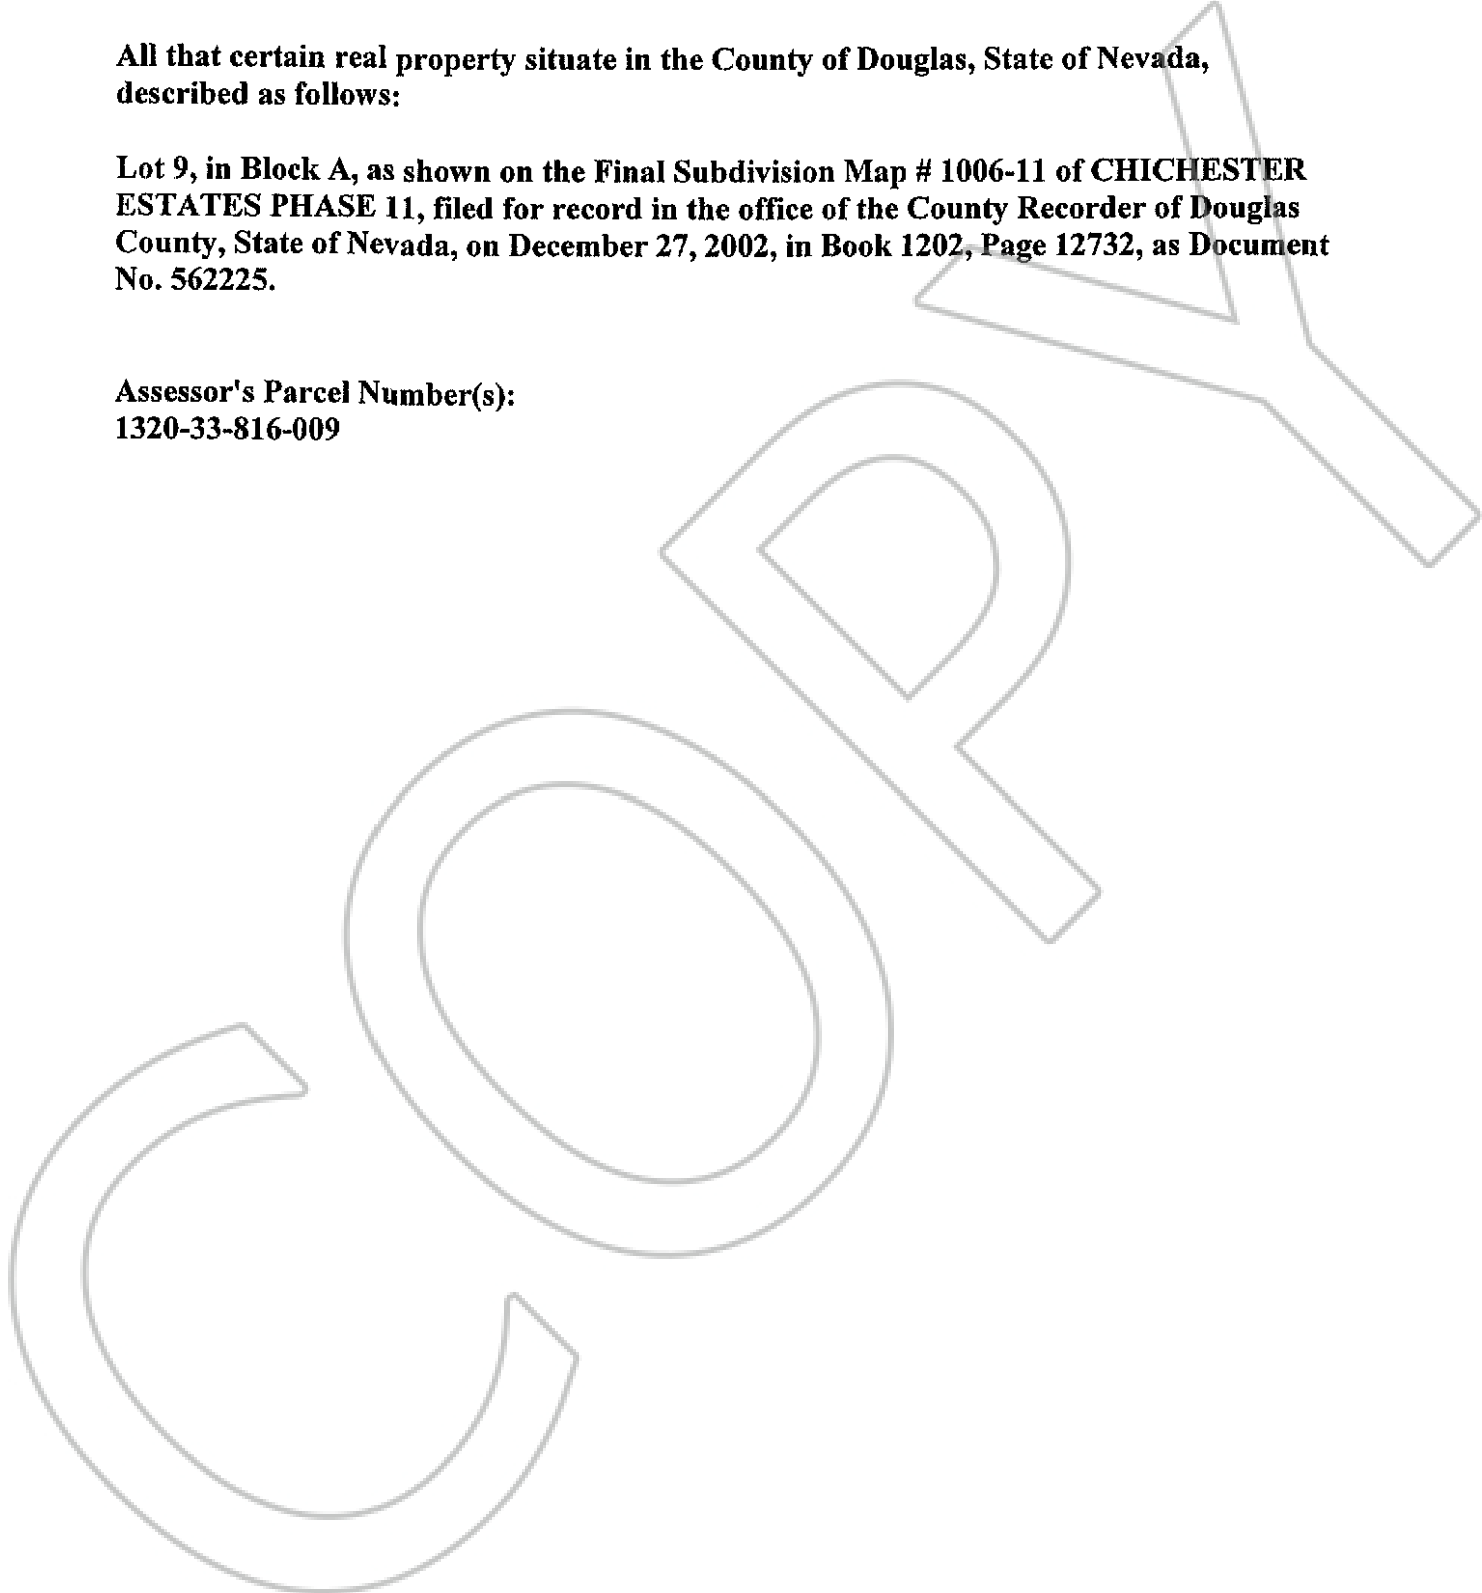 All that certain real property situate in the County of Douglas, State of Nevada,
described as follows:
Lot 9, in Block A, as shown on the Final Subdivision Map # 1006-11 of CHICHESTER
ESTATES PHASE 11, filed for record in the office of the County Recorder of Douglas
County, State of Nevada, on December 27, 2002, in Book 1202, Page 12732, as Document
No. 562225.
Assessor's Parcel Number(s):
1320-33-816-009
COPY